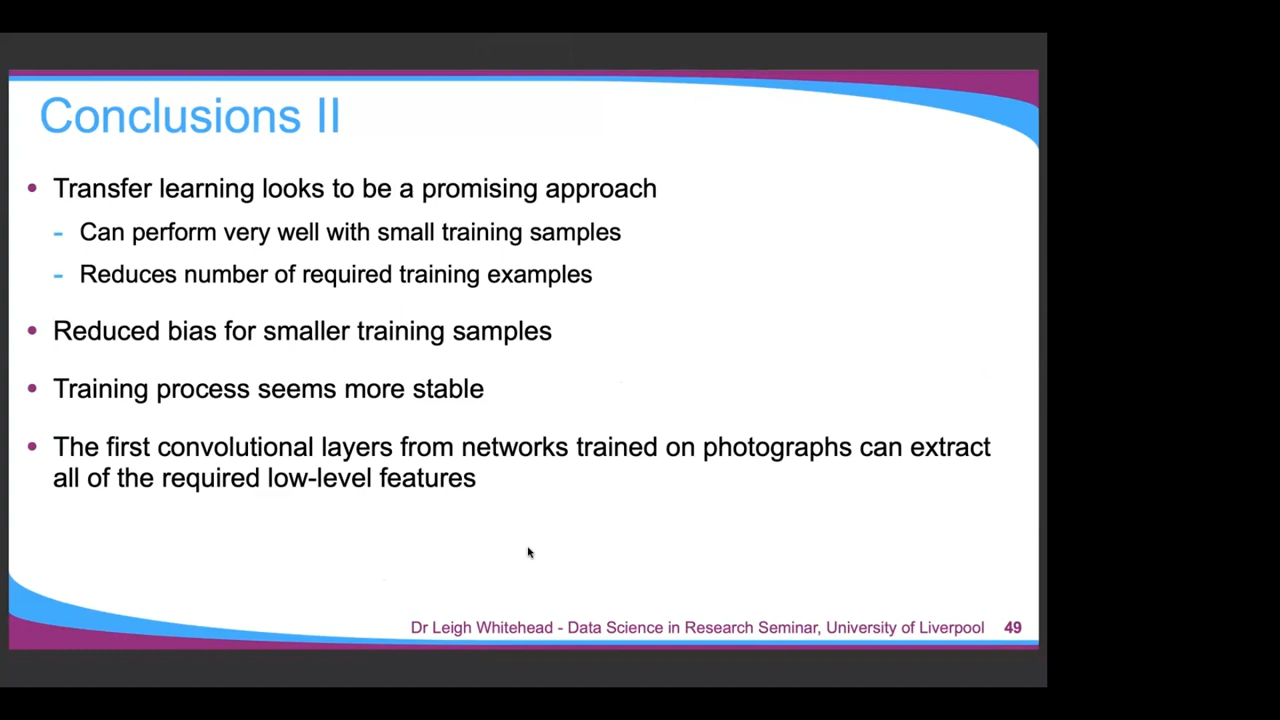 Conclusions II
• Transfer learning looks to be a promising approach
- Can perform very well with small training samples
- Reduces number of required training examples
• Reduced bias for smaller training samples
• Training process seems more stable
• The first convolutional layers from networks trained on photographs can extract
all of the required low-level features
Dr Leigh Whitehead - Data Science in Research Seminar, University of Liverpool 49